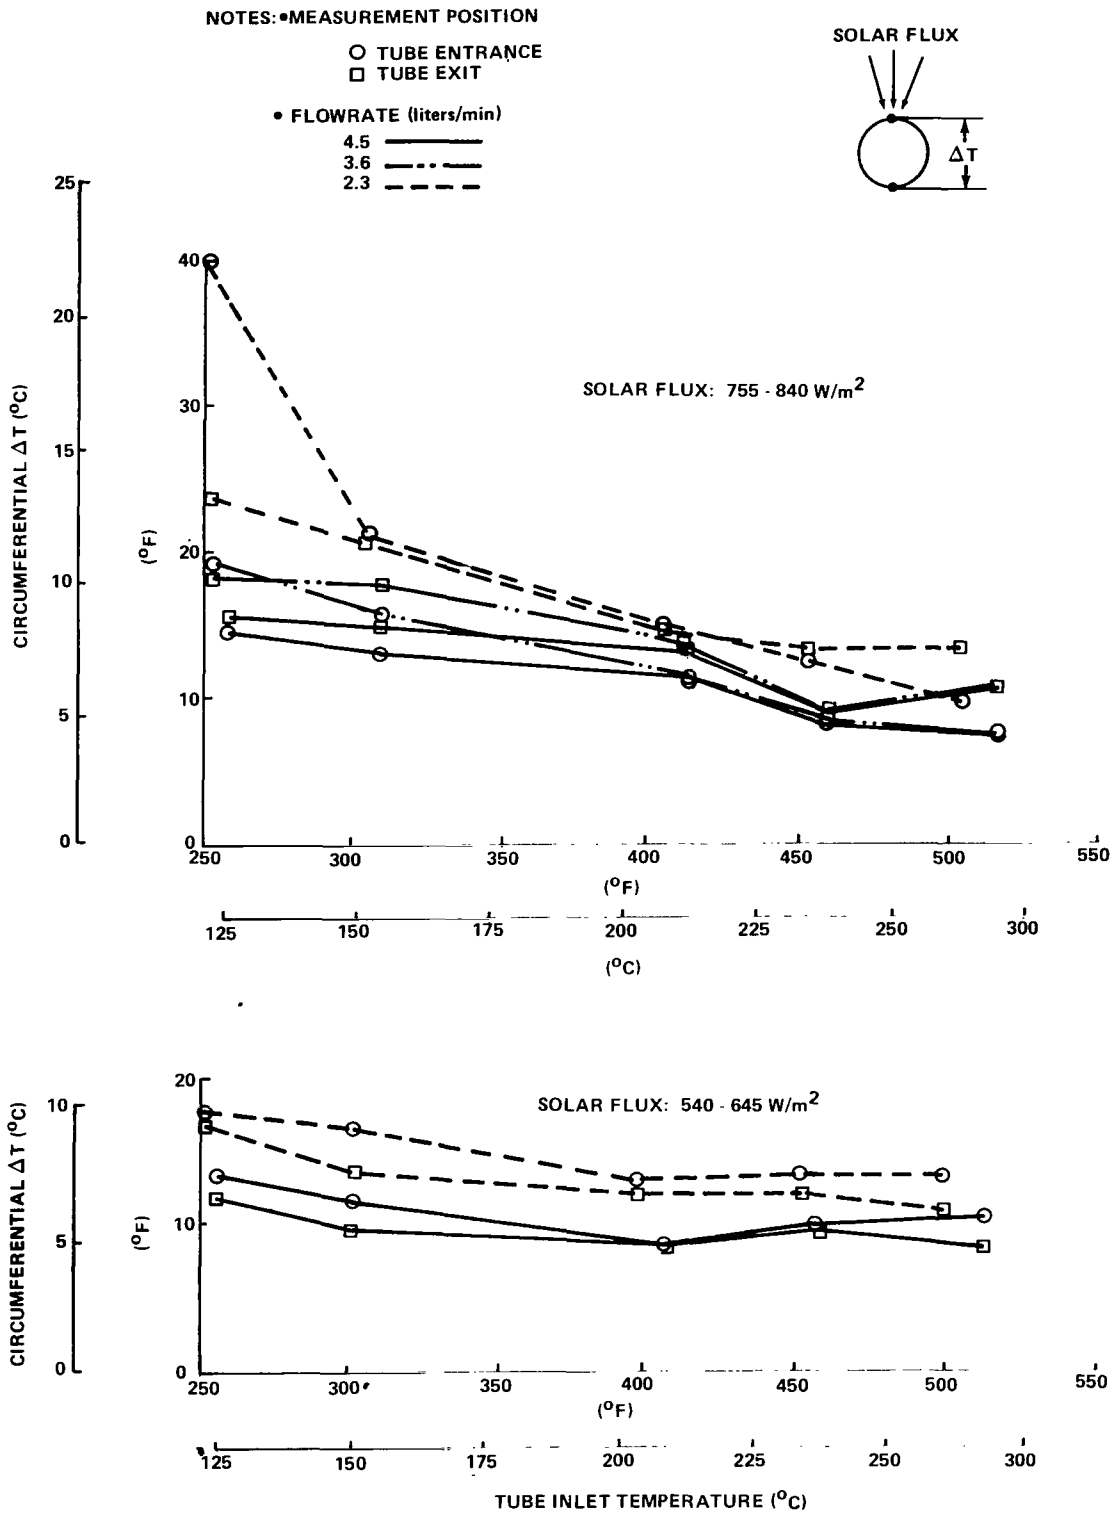 NOTES: •MEASUREMENT POSITION
TUBE ENTRANCE
TUBE EXIT
• FLOWRATE (liters/min)
4.5
3.6
2.3
SOLAR FLUX
ΔT
25
20
15
10
5
0
CIRCUMFERENTIAL ΔT (°C)
40
30
20
10
0
(°F)
SOLAR FLUX: 755 - 840 W/m2
250 300 350 400 450 500 550
(°F)
125 150 175 200 225 250 300
(°C)
10
5
0
CIRCUMFERENTIAL ΔT (°C)
20
10
0
(°F)
SOLAR FLUX: 540 - 645 W/m2
250 300 350 400 450 500 550
(°F)
125 150 175 200 225 250 300
TUBE INLET TEMPERATURE (°C)